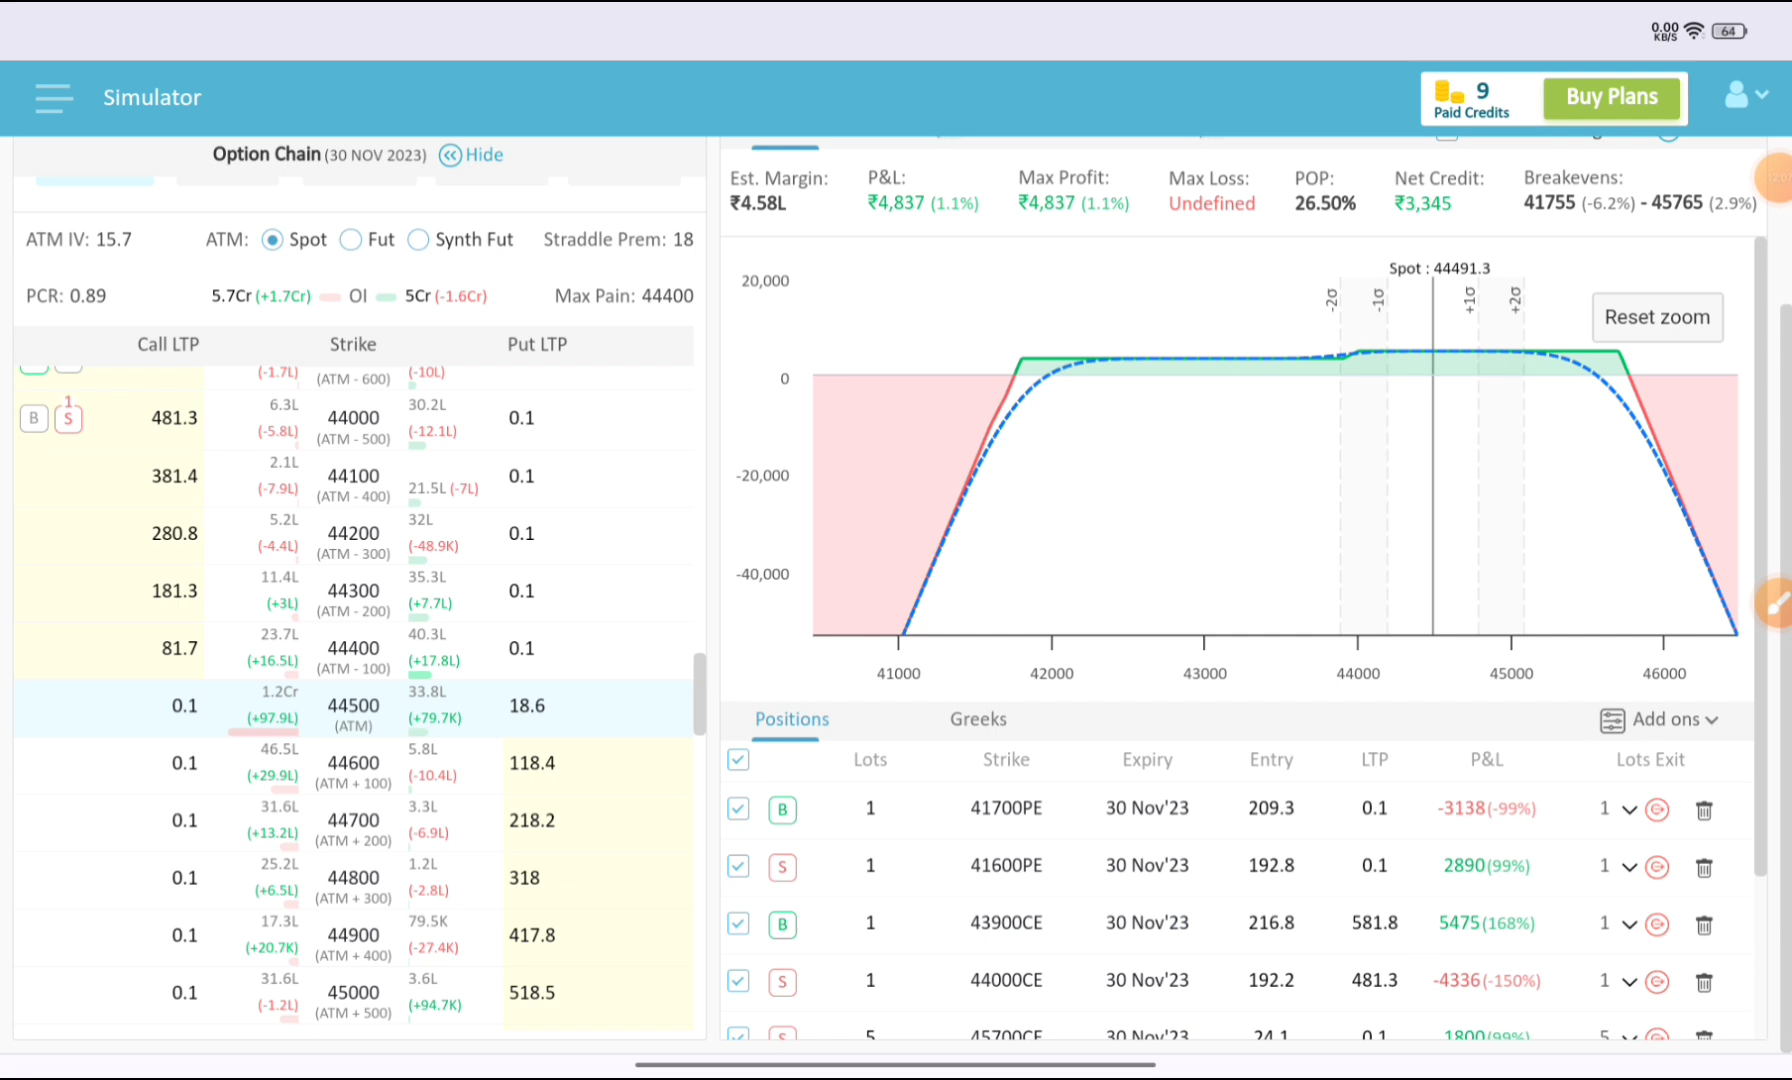 0.00
KB/S
64
Simulator
9
Paid Credits
Buy Plans
Option Chain (30 NOV 2023) Hide
ATM IV: 15.7 ATM: Spot Fut Synth Fut Straddle Prem: 18
PCR: 0.89 5.7Cr (+1.7Cr) OI 5Cr (-1.6Cr) Max Pain: 44400
Call LTP Strike Put LTP
(-1.7L) (ATM - 600) (-10L)
B 1 S 481.3 6.3L (-5.8L) 44000 (ATM - 500) 30.2L (-12.1L) 0.1
381.4 2.1L (-7.9L) 44100 (ATM - 400) 21.5L (-7L) 0.1
280.8 5.2L (-4.4L) 44200 (ATM - 300) 32L (-48.9K) 0.1
181.3 11.4L (+3L) 44300 (ATM - 200) 35.3L (+7.7L) 0.1
81.7 23.7L (+16.5L) 44400 (ATM - 100) 40.3L (+17.8L) 0.1
0.1 1.2Cr (+97.9L) 44500 (ATM) 33.8L (+79.7K) 18.6
0.1 46.5L (+29.9L) 44600 (ATM + 100) 5.8L (-10.4L) 118.4
0.1 31.6L (+13.2L) 44700 (ATM + 200) 3.3L (-6.9L) 218.2
0.1 25.2L (+6.5L) 44800 (ATM + 300) 1.2L (-2.8L) 318
0.1 17.3L (+20.7K) 44900 (ATM + 400) 79.5K (-27.4K) 417.8
0.1 31.6L (-1.2L) 45000 (ATM + 500) 3.6L (+94.7K) 518.5
Est. Margin: P&L: Max Profit: Max Loss: POP: Net Credit: Breakevens:
₹4.58L ₹4,837 (1.1%) ₹4,837 (1.1%) Undefined 26.50% ₹3,345 41755 (-6.2%) - 45765 (2.9%)
Spot : 44491.3
-2σ -1σ +1σ +2σ
Reset zoom
20,000
0
-20,000
-40,000
41000 42000 43000 44000 45000 46000
Positions Greeks Add ons
Lots Strike Expiry Entry LTP P&L Lots Exit
B 1 41700PE 30 Nov'23 209.3 0.1 -3138(-99%) 1
S 1 41600PE 30 Nov'23 192.8 0.1 2890(99%) 1
B 1 43900CE 30 Nov'23 216.8 581.8 5475(168%) 1
S 1 44000CE 30 Nov'23 192.2 481.3 -4336(-150%) 1
S 5 45700CE 30 Nov'23 24.1 0.1 1800(99%) 5